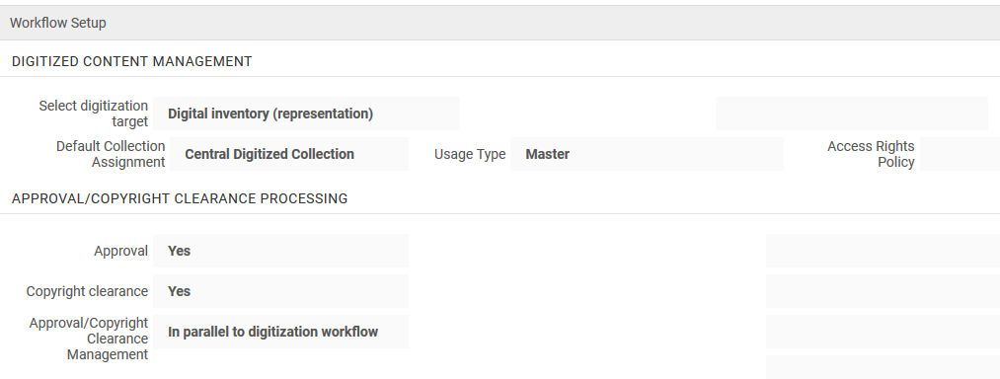 Workflow Setup
DIGITIZED CONTENT MANAGEMENT
Select digitization
target
Digital inventory (representation)
Default Collection
Assignment
Central Digitized Collection
Usage Type
Master
Access Rights
Policy
APPROVAL/COPYRIGHT CLEARANCE PROCESSING
Approval
Yes
Copyright clearance
Yes
Approval/Copyright
Clearance
Management
In parallel to digitization workflow